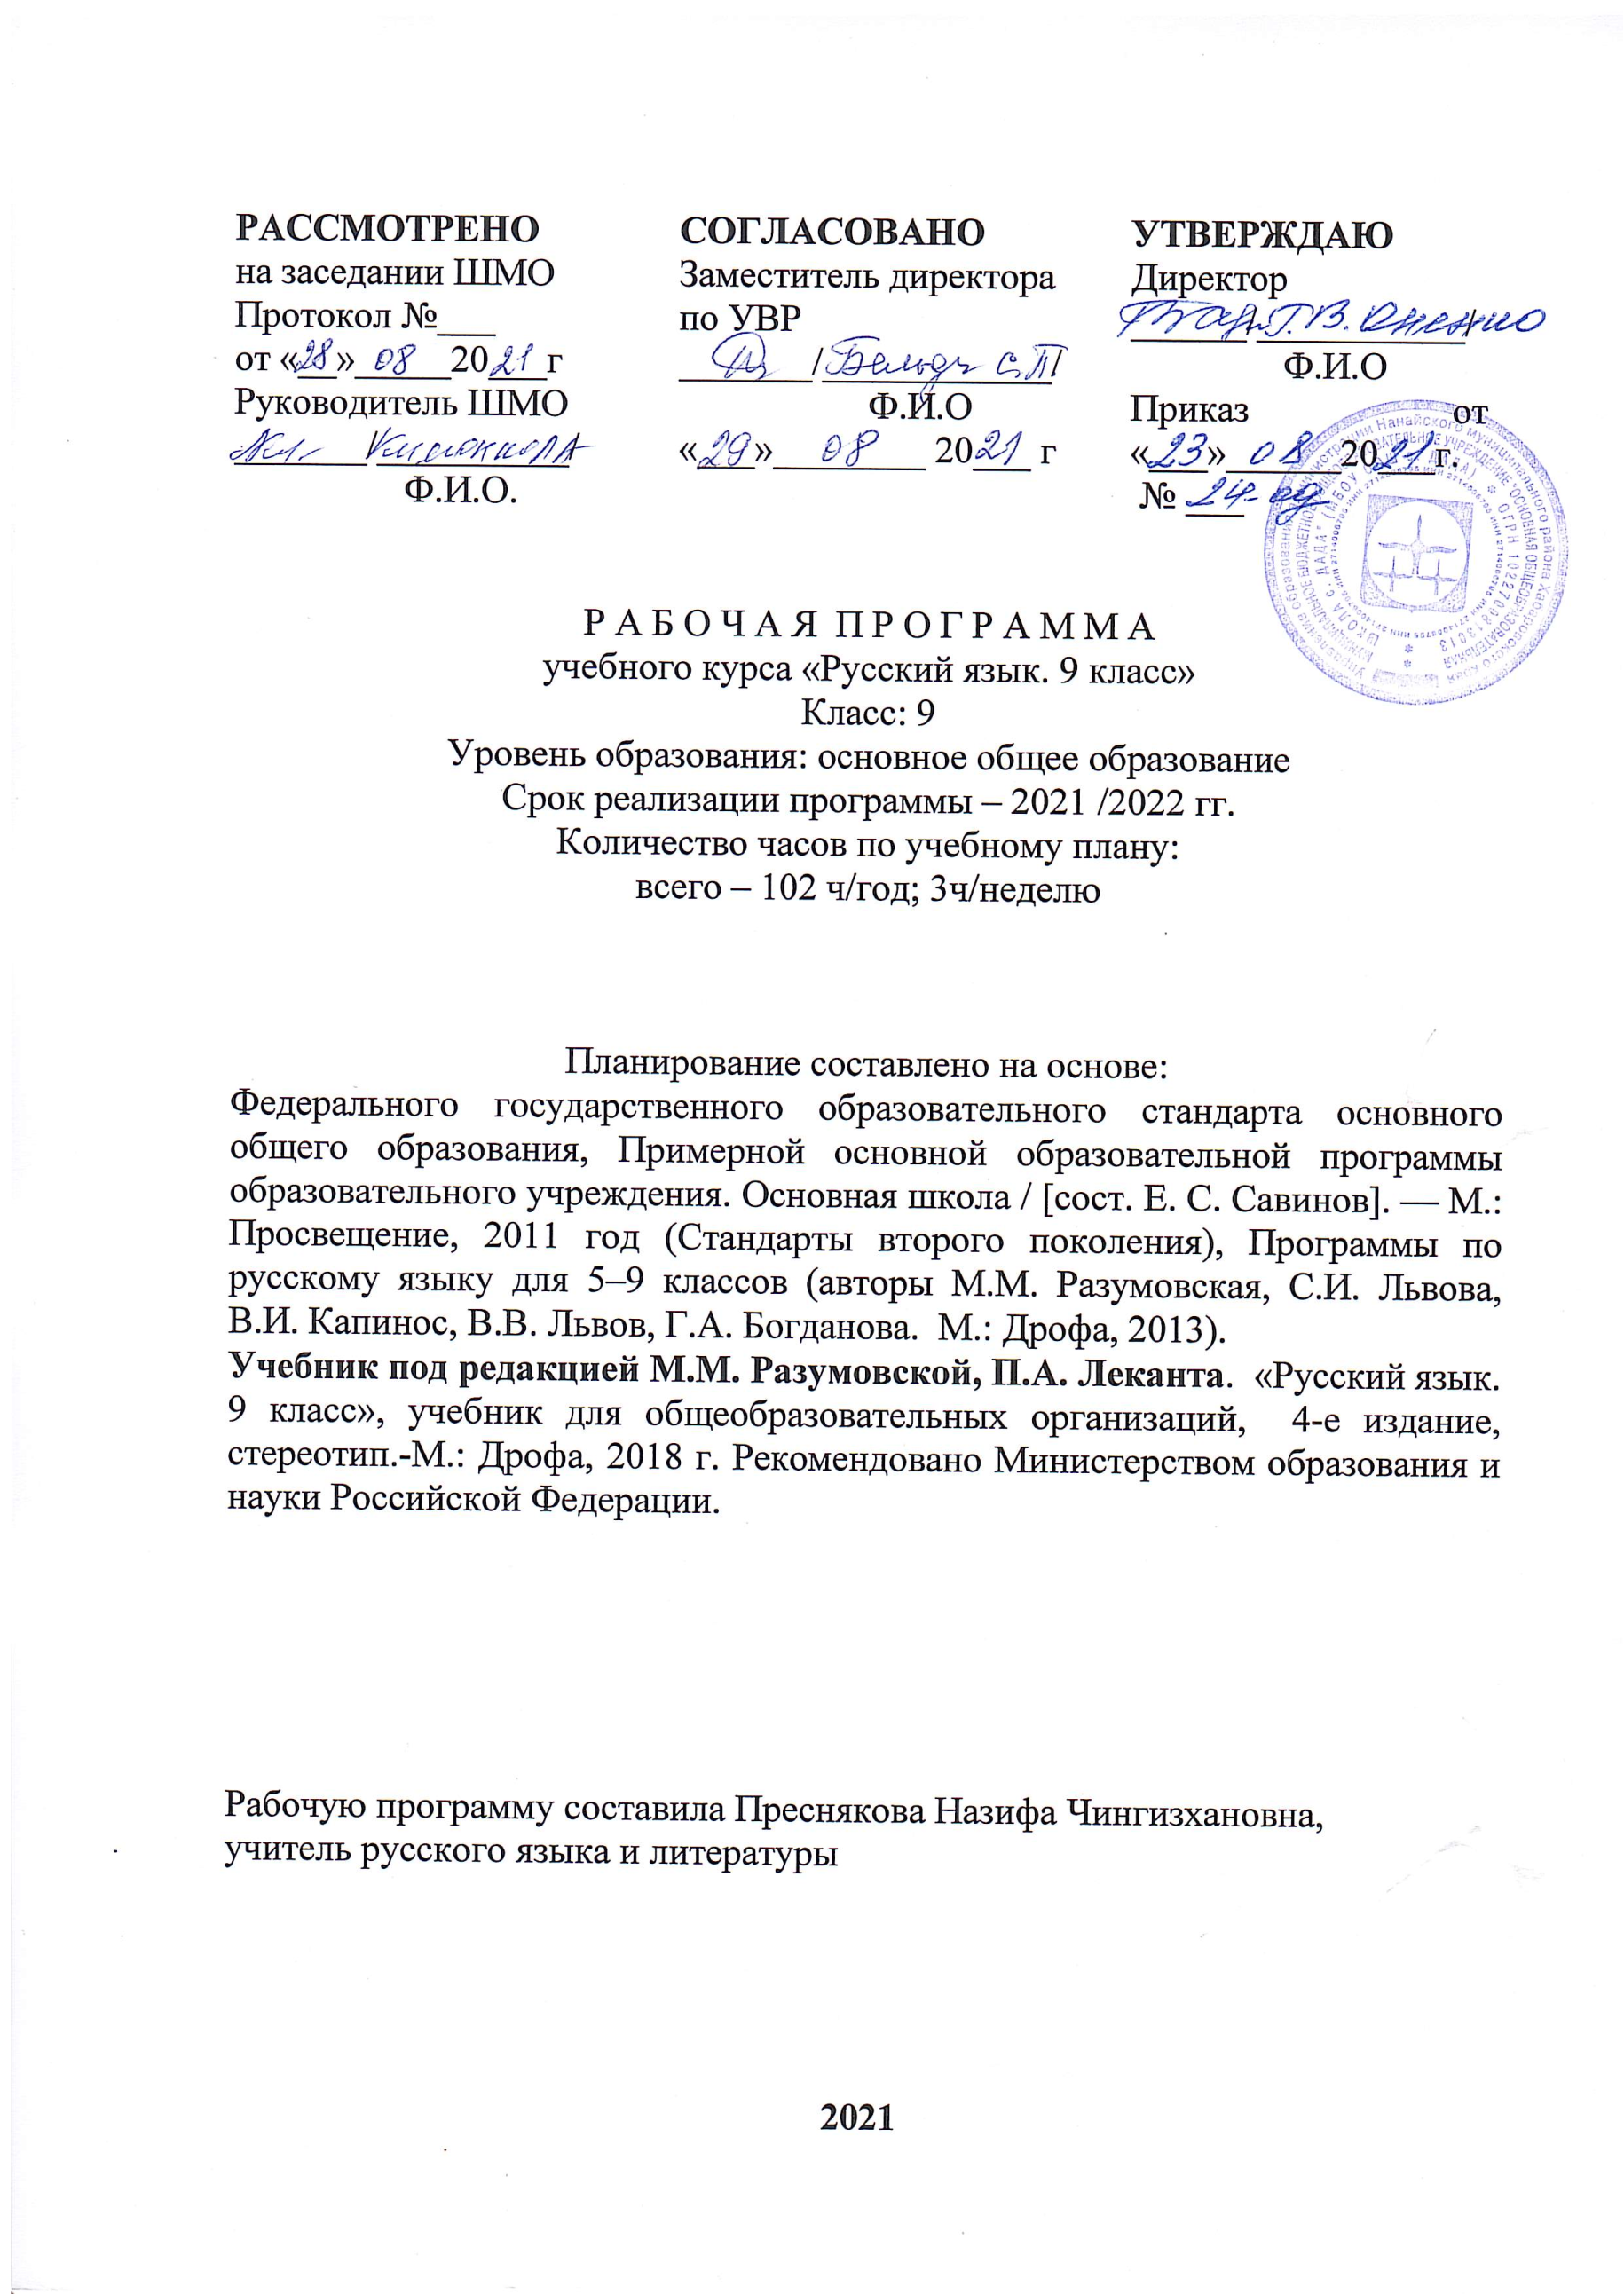 РАССМОТРЕНО
на заседании ШМО
Протокол №___
от «28»_08_2021 г
Руководитель ШМО
/
Ф.И.О.
СОГЛАСОВАНО
Заместитель директора
по УВР
/ Бельды С.Т
Ф.И.О
«29» 08 2021 г
УТВЕРЖДАЮ
Директор
/ Г.В. Оненко /
Ф.И.О
Приказ от
«23» 08 2021 г.
№ 24-од
Р А Б О Ч А Я П Р О Г Р А М М А
учебного курса «Русский язык. 9 класс»
Класс: 9
Уровень образования: основное общее образование
Срок реализации программы – 2021 /2022 гг.
Количество часов по учебному плану:
всего – 102 ч/год; 3ч/неделю
Планирование составлено на основе:
Федерального государственного образовательного стандарта основного
общего образования, Примерной основной образовательной программы
образовательного учреждения. Основная школа / [сост. Е. С. Савинов]. — М.:
Просвещение, 2011 год (Стандарты второго поколения), Программы по
русскому языку для 5–9 классов (авторы М.М. Разумовская, С.И. Львова,
В.И. Капинос, В.В. Львов, Г.А. Богданова. М.: Дрофа, 2013).
Учебник под редакцией М.М. Разумовской, П.А. Леканта. «Русский язык.
9 класс», учебник для общеобразовательных организаций, 4-е издание,
стереотип.-М.: Дрофа, 2018 г. Рекомендовано Министерством образования и
науки Российской Федерации.
Рабочую программу составила Преснякова Назифа Чингизхановна,
учитель русского языка и литературы
2021